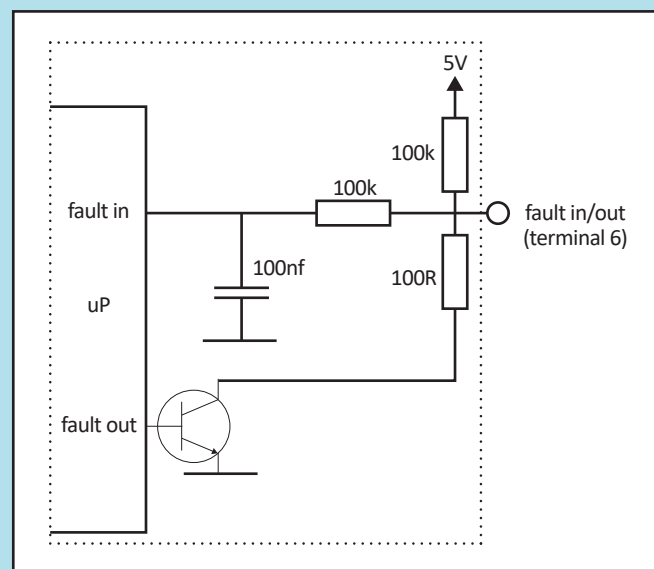 5V
100k
100k
fault in
fault in/out
(terminal 6)
100nf
100R
uP
fault out